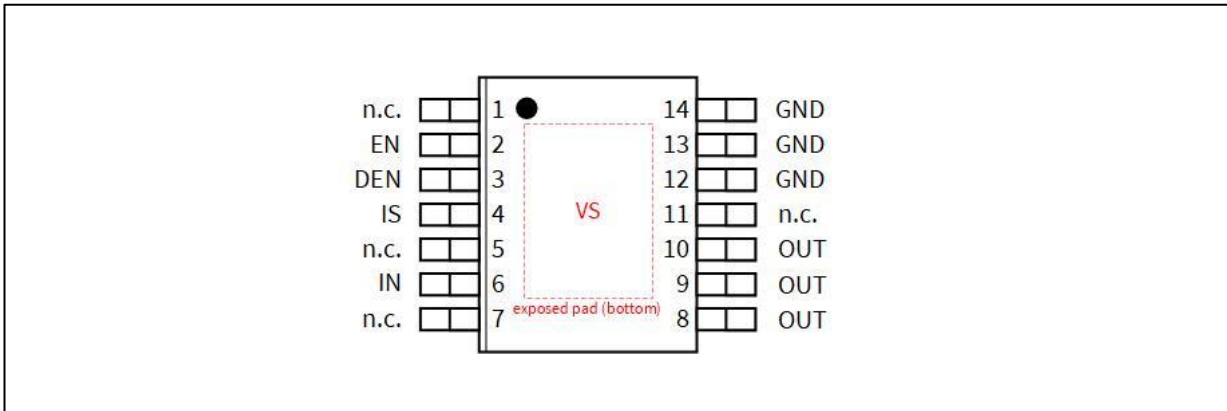 n.c. 1 14 GND
EN 2 13 GND
DEN 3 12 GND
IS 4 VS 11 n.c.
n.c. 5 10 OUT
IN 6 9 OUT
exposed pad (bottom)
n.c. 7 8 OUT